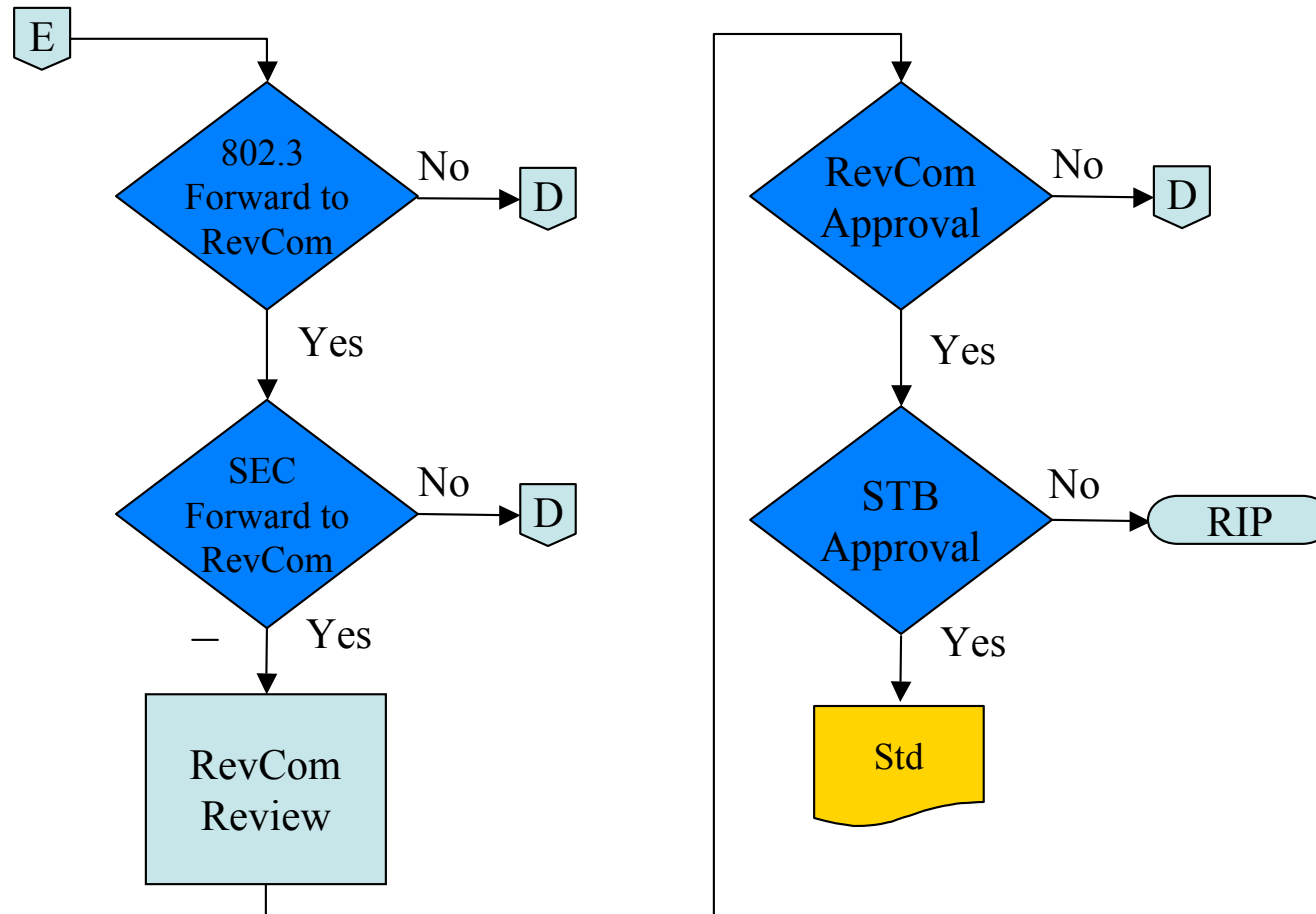 E
802.3
Forward to
RevCom
No
D
Yes
SEC
Forward to
RevCom
No
D
–
Yes
RevCom
Review
RevCom
Approval
No
D
Yes
STB
Approval
No
RIP
Yes
Std